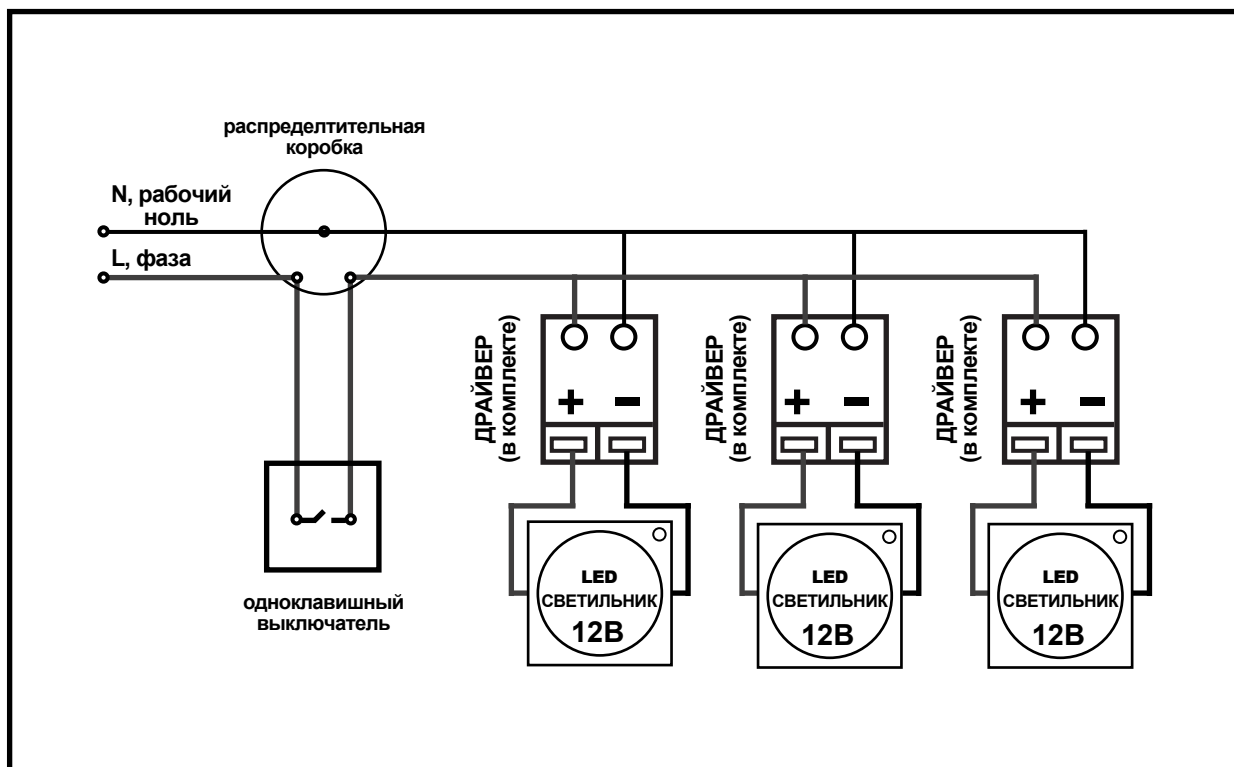 распределтительная
коробка
N, рабочий
ноль
L, фаза
ДРАЙВЕР
(в комплекте)
+ −
ДРАЙВЕР
(в комплекте)
+ −
ДРАЙВЕР
(в комплекте)
+ −
LED
СВЕТИЛЬНИК
12В
LED
СВЕТИЛЬНИК
12В
LED
СВЕТИЛЬНИК
12В
одноклавишный
выключатель